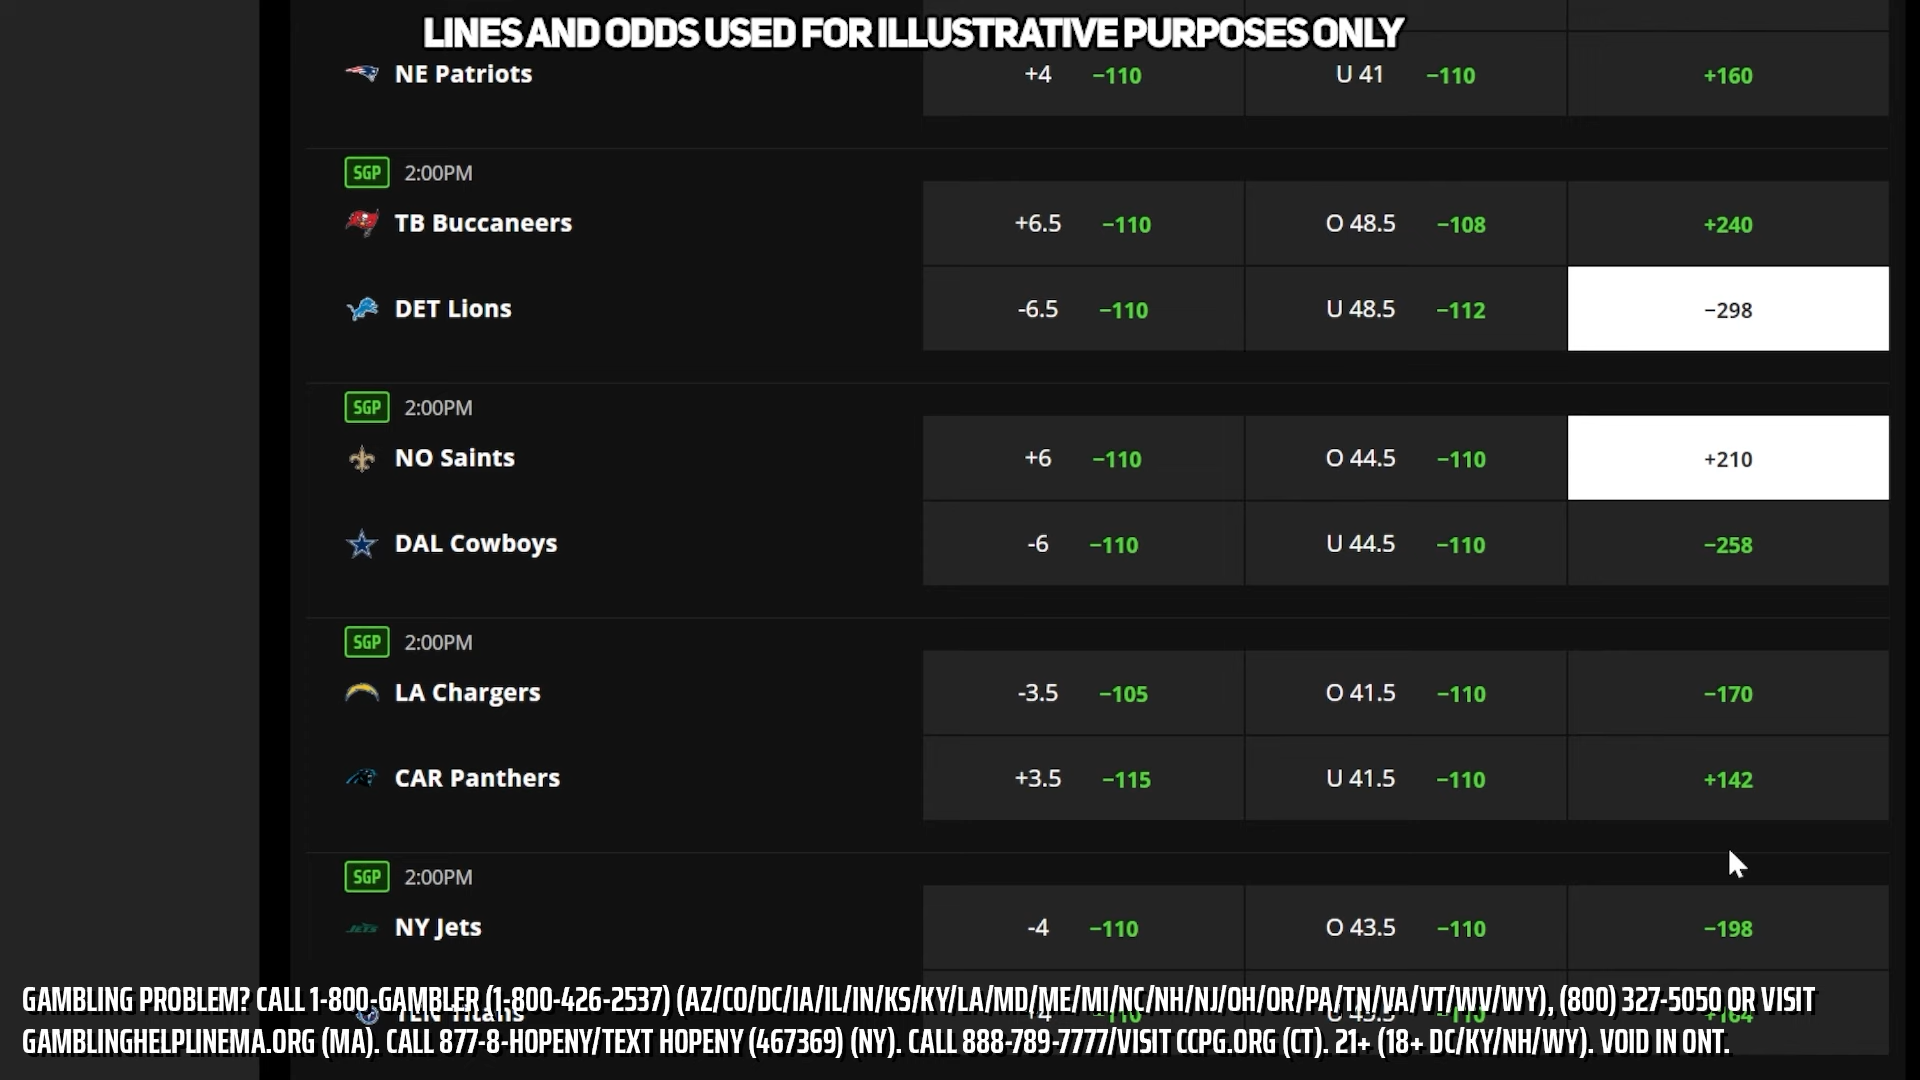 LINES AND ODDS USED FOR ILLUSTRATIVE PURPOSES ONLY
NE Patriots +4 −110 U 41 −110 +160
SGP 2:00PM
TB Buccaneers +6.5 −110 O 48.5 −108 +240
DET Lions -6.5 −110 U 48.5 −112 −298
SGP 2:00PM
NO Saints +6 −110 O 44.5 −110 +210
DAL Cowboys -6 −110 U 44.5 −110 −258
SGP 2:00PM
LA Chargers -3.5 −105 O 41.5 −110 −170
CAR Panthers +3.5 −115 U 41.5 −110 +142
SGP 2:00PM
NY Jets -4 −110 O 43.5 −110 −198
TEN Titans +4 −110 U 43.5 −110 +164
GAMBLING PROBLEM? CALL 1-800-GAMBLER (1-800-426-2537) (AZ/CO/DC/IA/IL/IN/KS/KY/LA/MD/ME/MI/NC/NH/NJ/OH/OR/PA/TN/VA/VT/WV/WY), (800) 327-5050 OR VISIT
GAMBLINGHELPLINEMA.ORG (MA). CALL 877-8-HOPENY/TEXT HOPENY (467369) (NY). CALL 888-789-7777/VISIT CCPG.ORG (CT). 21+ (18+ DC/KY/NH/WY). VOID IN ONT.